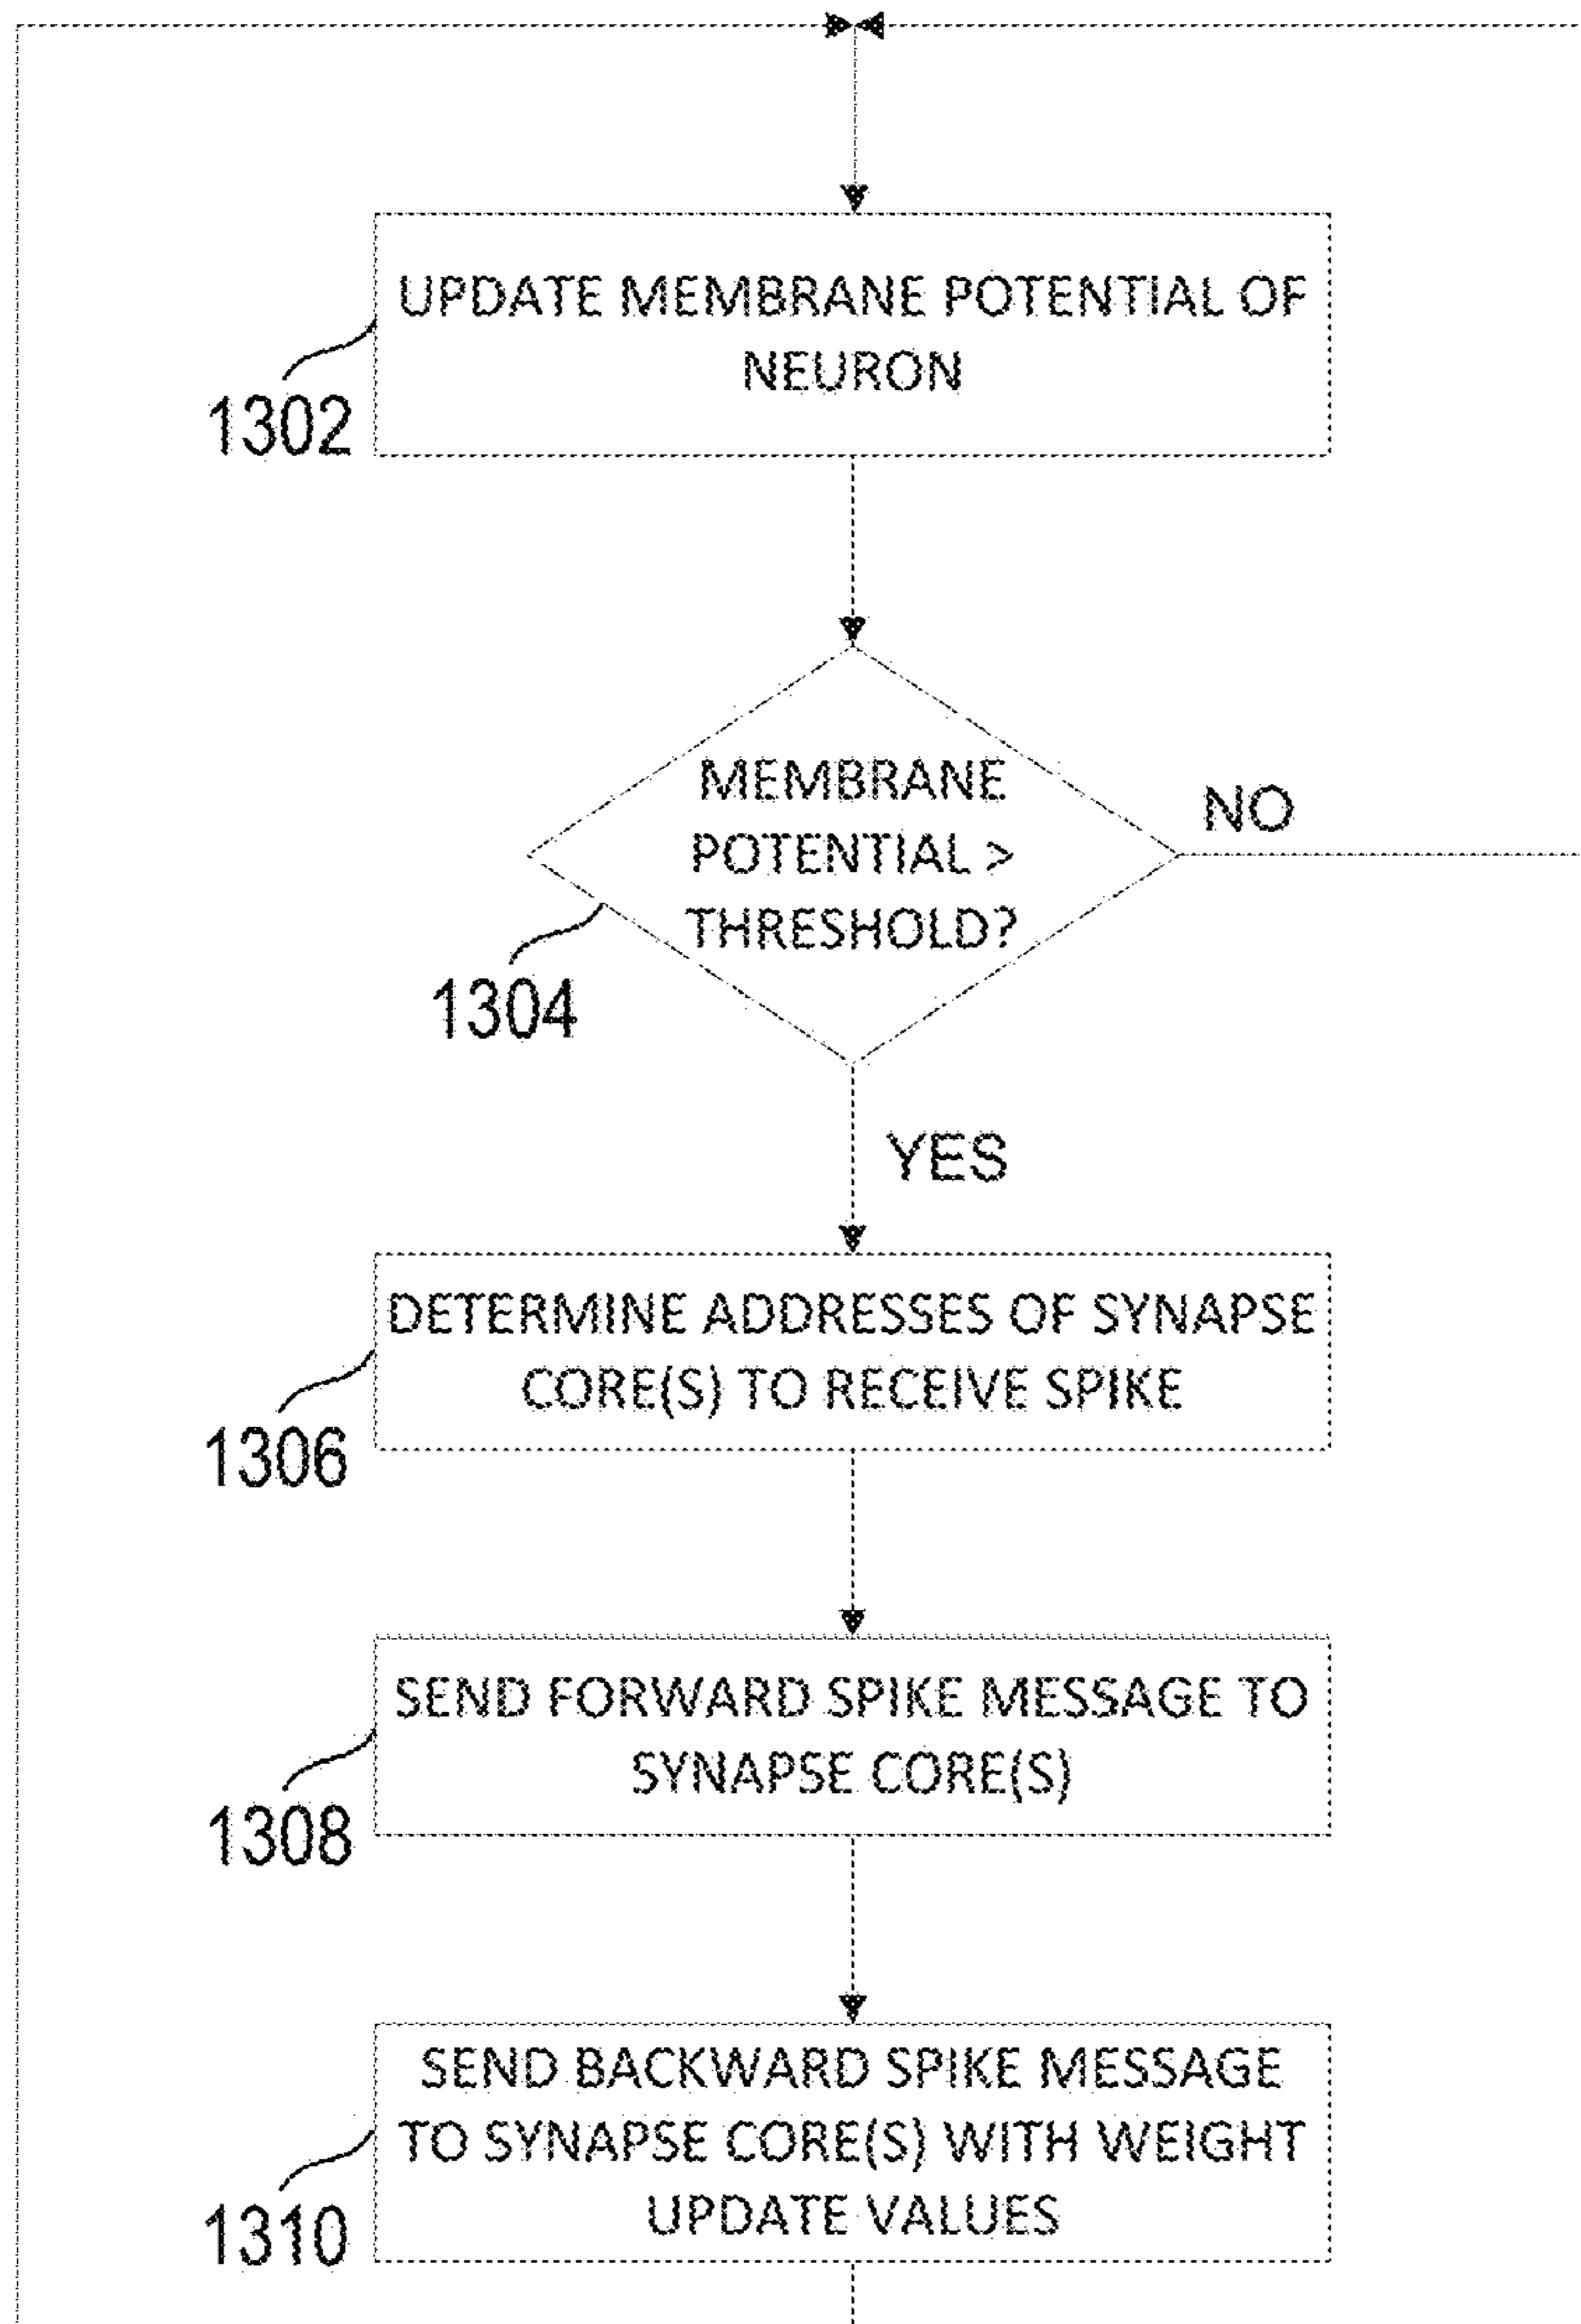 UPDATE MEMBRANE POTENTIAL OF
NEURON
1302
MEMBRANE
POTENTIAL >
THRESHOLD?
NO
1304
YES
DETERMINE ADDRESSES OF SYNAPSE
CORE(S) TO RECEIVE SPIKE
1306
SEND FORWARD SPIKE MESSAGE TO
SYNAPSE CORE(S)
1308
SEND BACKWARD SPIKE MESSAGE
TO SYNAPSE CORE(S) WITH WEIGHT
UPDATE VALUES
1310